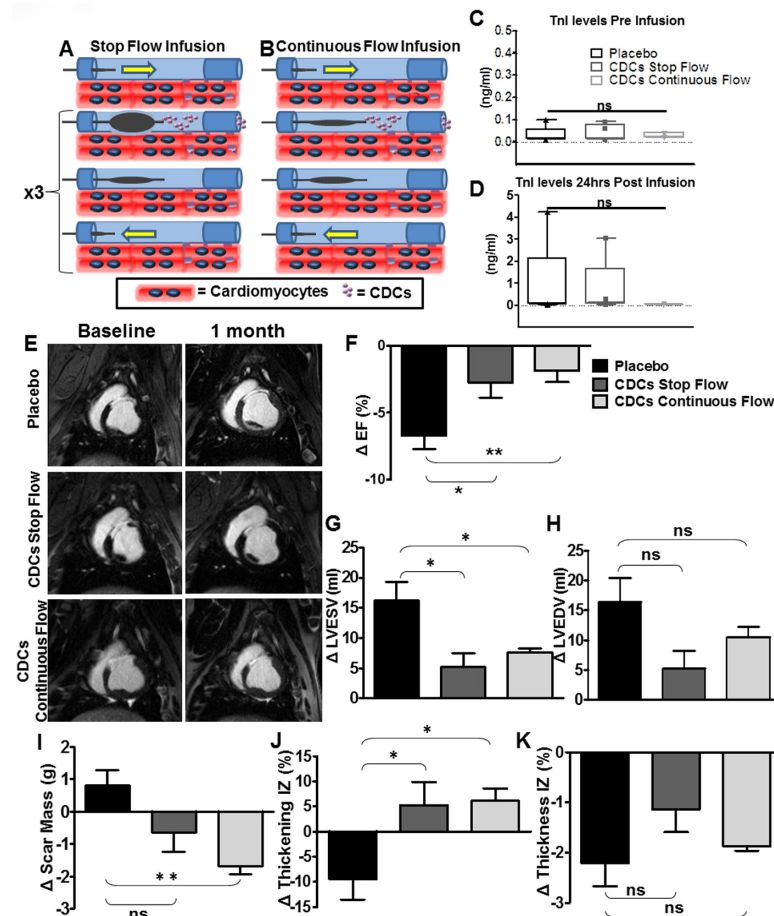 A Stop Flow Infusion
B Continuous Flow Infusion
x3
= Cardiomyocytes = CDCs
C TnI levels Pre Infusion
(ng/ml)
0.5
0.4
0.3
0.2
0.1
0.0
Placebo
CDCs Stop Flow
CDCs Continuous Flow
ns
D TnI levels 24hrs Post Infusion
(ng/ml)
5
4
3
2
1
0
ns
E Baseline 1 month
Placebo
CDCs Stop Flow
CDCs
Continuous Flow
F
Δ EF (%)
0
-5
-10
**
*
Placebo
CDCs Stop Flow
CDCs Continuous Flow
G
Δ LVESV (ml)
25
20
15
10
5
0
*
*
H
Δ LVEDV (ml)
25
20
15
10
5
0
ns
ns
I
Δ Scar Mass (g)
2
1
0
-1
-2
-3
**
ns
J
Δ Thickening IZ (%)
15
10
5
0
-5
-10
-15
*
*
K
Δ Thickness IZ (%)
0
-1
-2
-3
ns
ns